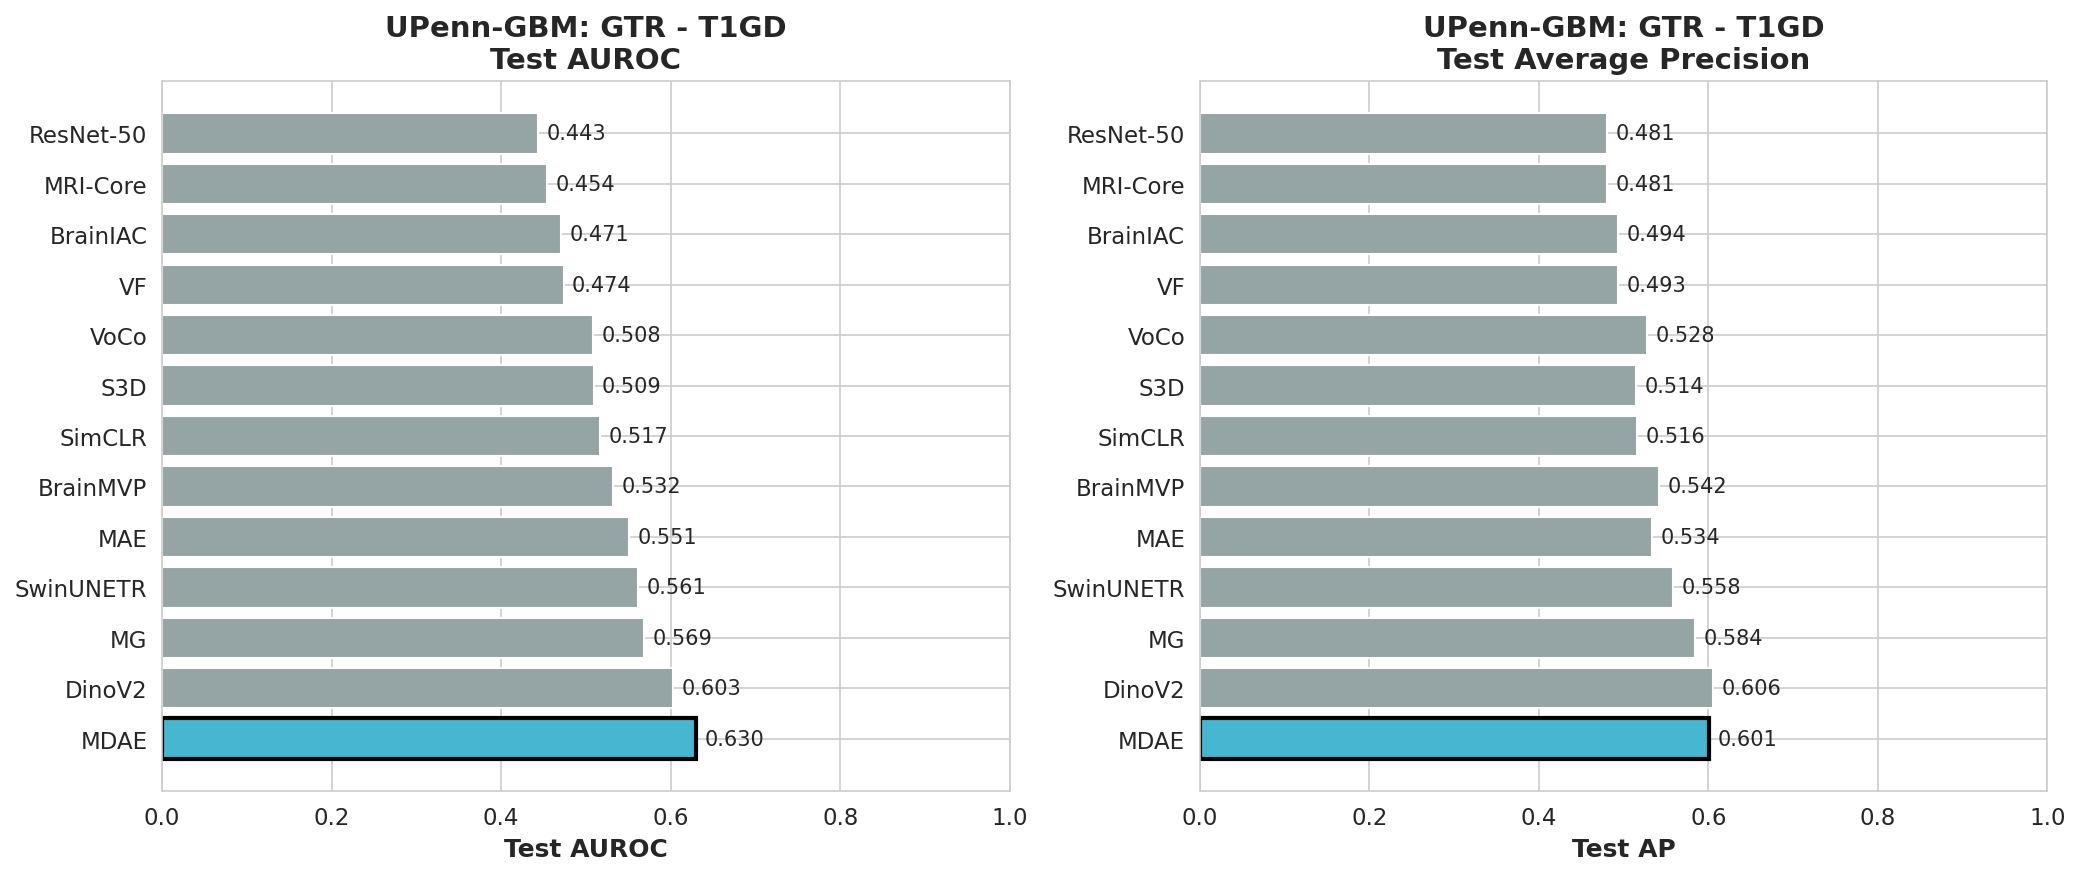 UPenn-GBM: GTR - T1GD
Test AUROC
ResNet-50 0.443
MRI-Core 0.454
BrainIAC 0.471
VF 0.474
VoCo 0.508
S3D 0.509
SimCLR 0.517
BrainMVP 0.532
MAE 0.551
SwinUNETR 0.561
MG 0.569
DinoV2 0.603
MDAE 0.630
0.0 0.2 0.4 0.6 0.8 1.0
Test AUROC
UPenn-GBM: GTR - T1GD
Test Average Precision
ResNet-50 0.481
MRI-Core 0.481
BrainIAC 0.494
VF 0.493
VoCo 0.528
S3D 0.514
SimCLR 0.516
BrainMVP 0.542
MAE 0.534
SwinUNETR 0.558
MG 0.584
DinoV2 0.606
MDAE 0.601
0.0 0.2 0.4 0.6 0.8 1.0
Test AP